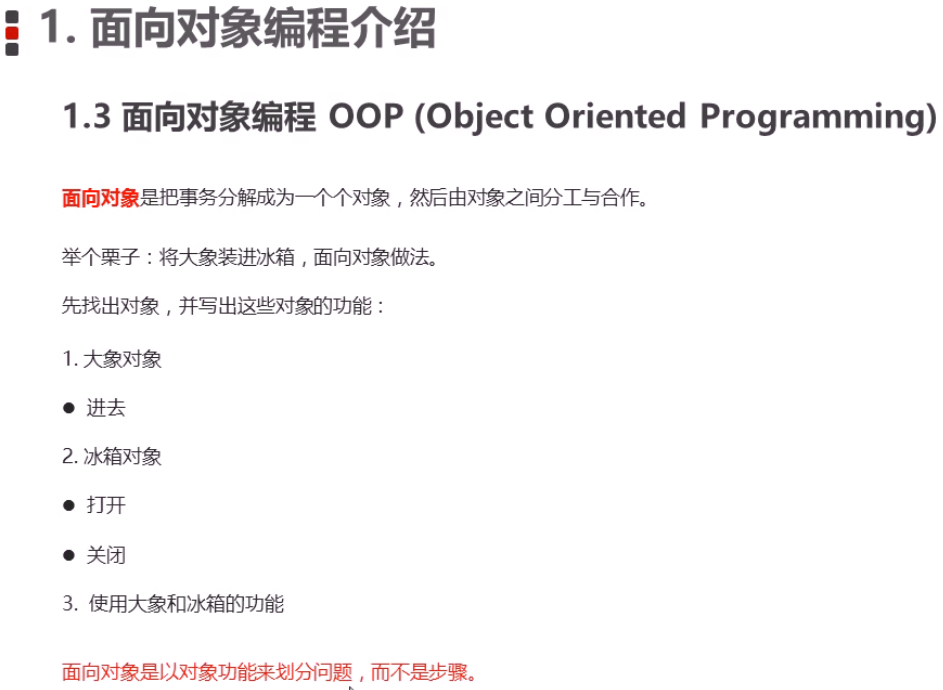 1. 面向对象编程介绍
1.3 面向对象编程 OOP (Object Oriented Programming)
面向对象是把事务分解成为一个个对象，然后由对象之间分工与合作。
举个栗子：将大象装进冰箱，面向对象做法。
先找出对象，并写出这些对象的功能：
1. 大象对象
● 进去
2. 冰箱对象
● 打开
● 关闭
3. 使用大象和冰箱的功能
面向对象是以对象功能来划分问题，而不是步骤。